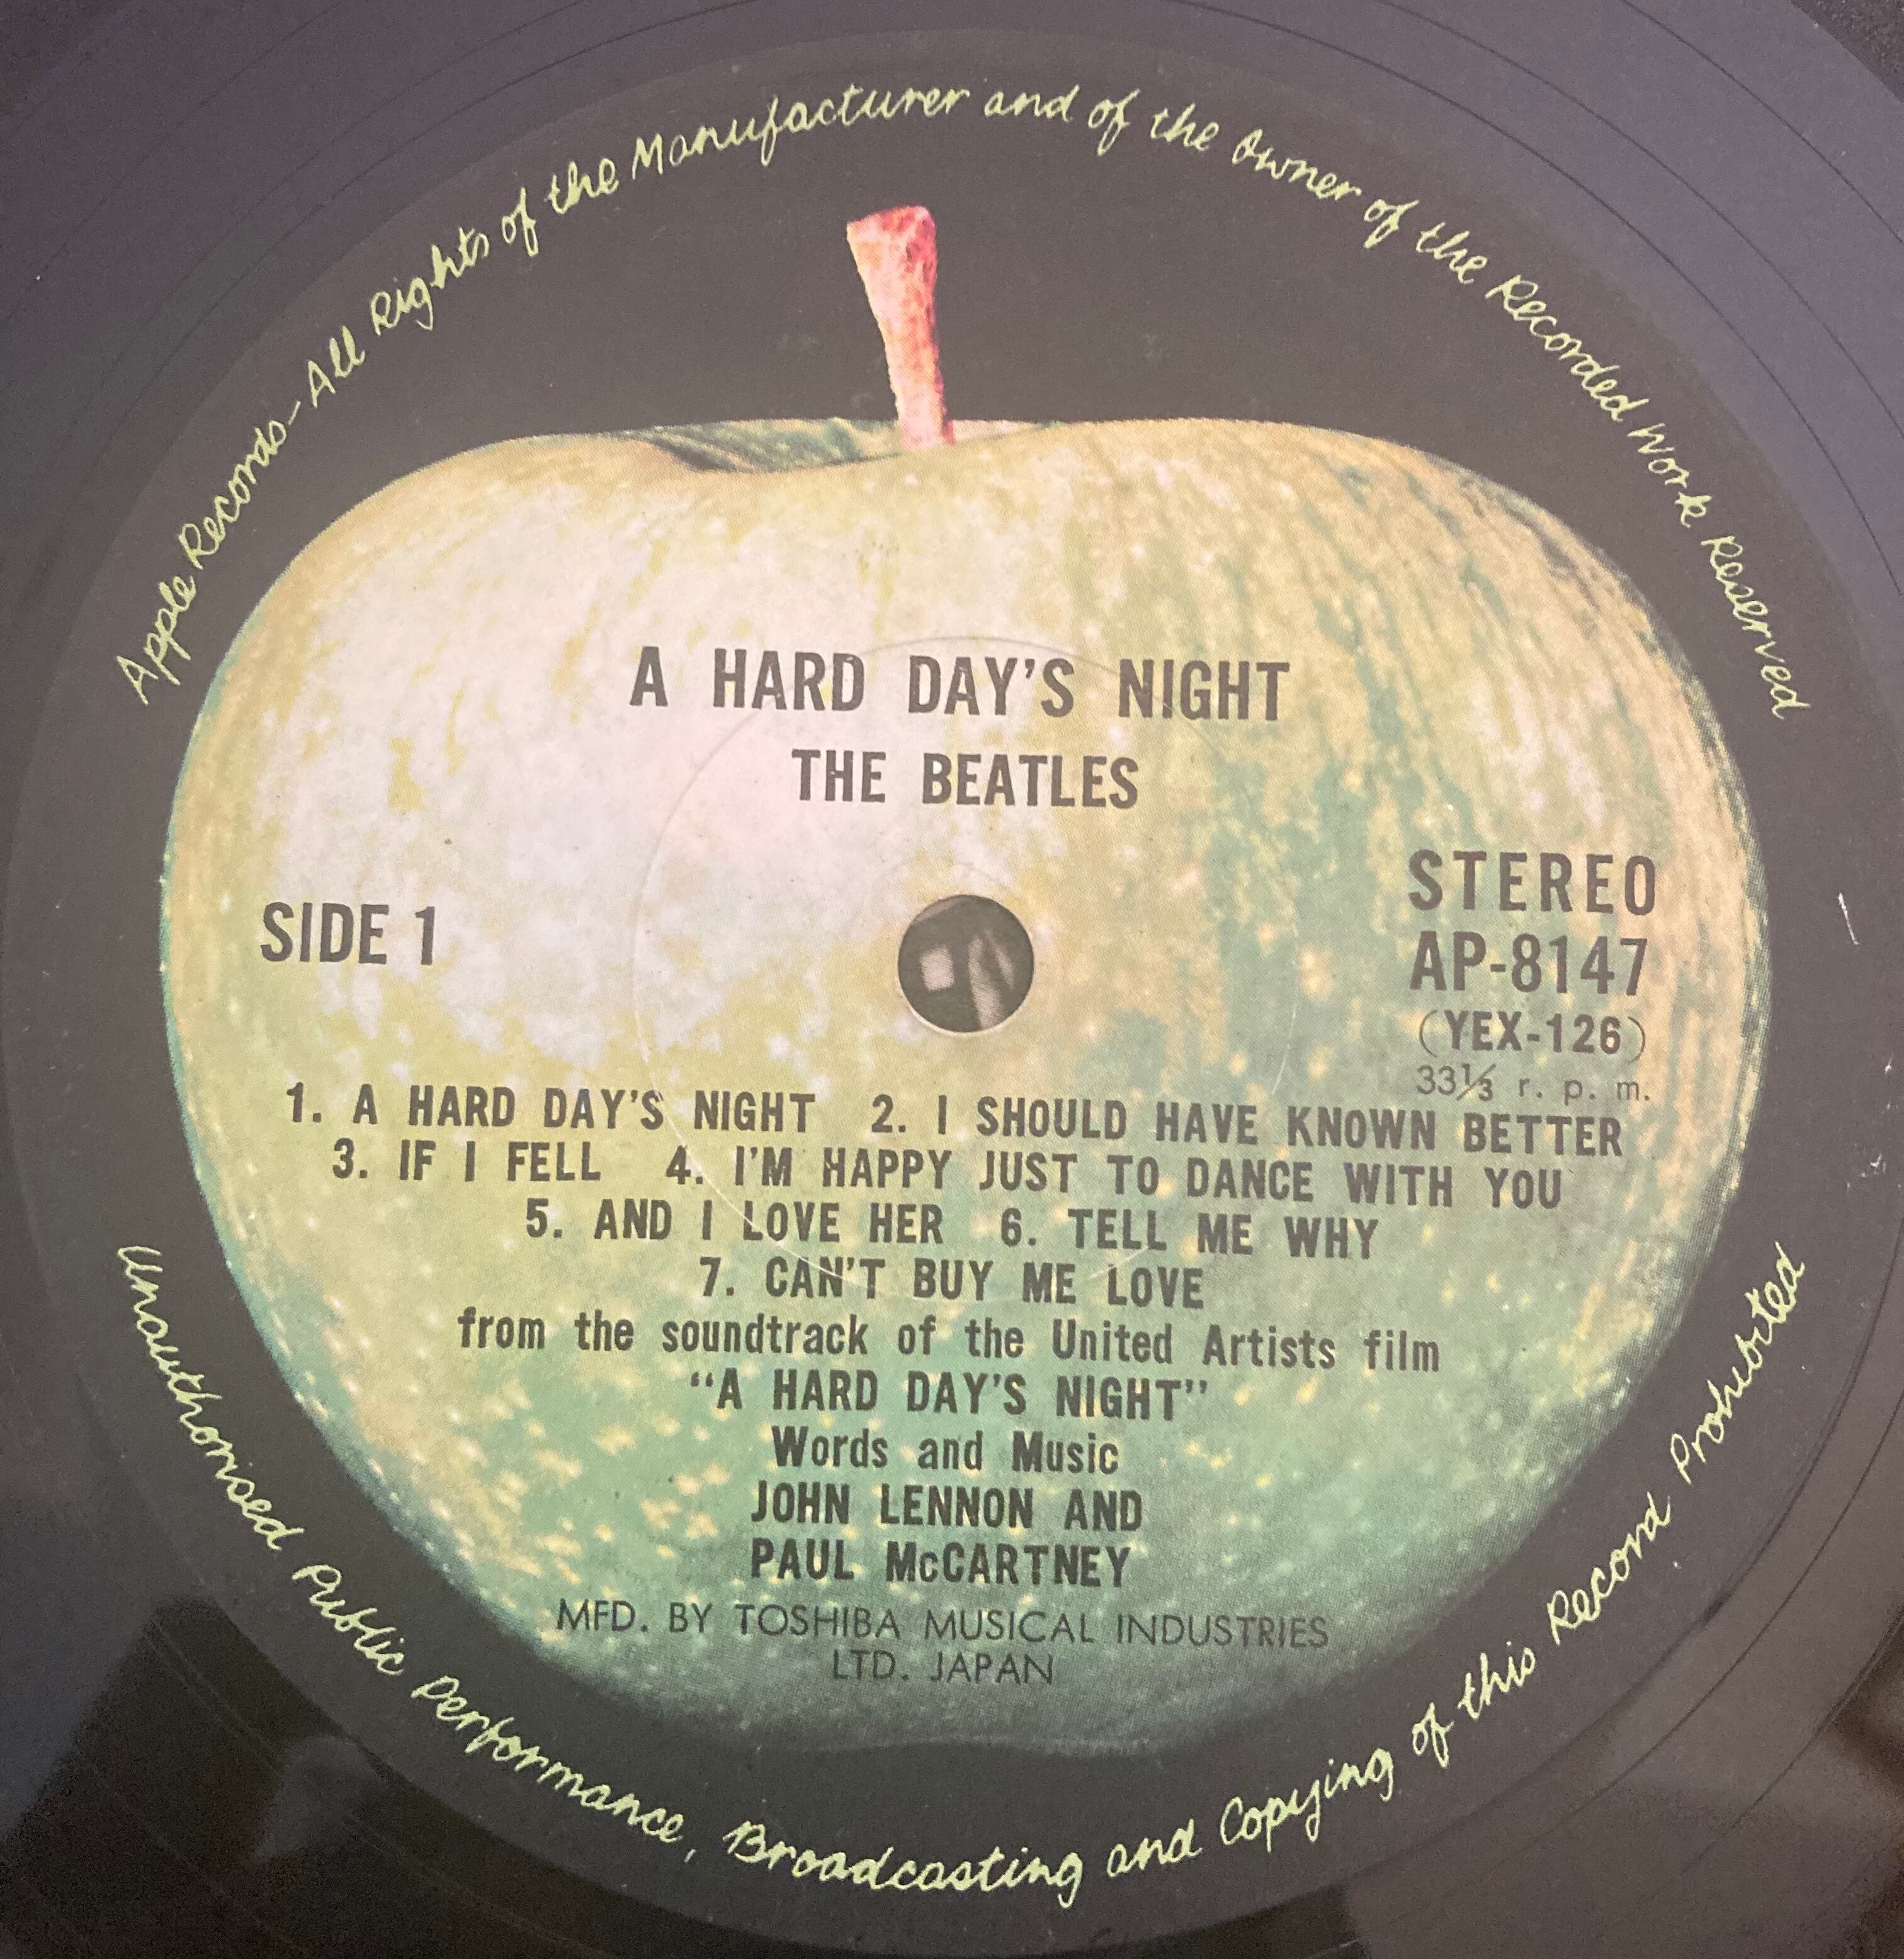 Apple Records—All Rights of the Manufacturer and of the Owner of the Recorded Work Reserved
A HARD DAY'S NIGHT
THE BEATLES
SIDE 1
STEREO
AP-8147
(YEX-126)
33⅓ r. p. m.
1. A HARD DAY'S NIGHT 2. I SHOULD HAVE KNOWN BETTER
3. IF I FELL 4. I'M HAPPY JUST TO DANCE WITH YOU
5. AND I LOVE HER 6. TELL ME WHY
7. CAN'T BUY ME LOVE
from the soundtrack of the United Artists film
"A HARD DAY'S NIGHT"
Words and Music
JOHN LENNON AND
PAUL McCARTNEY
MFD. BY TOSHIBA MUSICAL INDUSTRIES
LTD. JAPAN
Unauthorised Public Performance, Broadcasting and Copying of this Record Prohibited